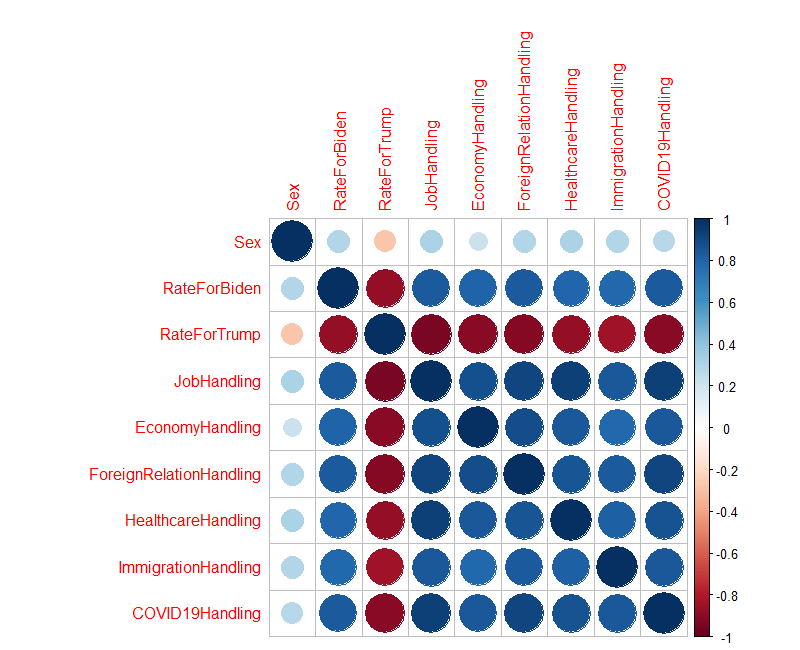 Sex
RateForBiden
RateForTrump
JobHandling
EconomyHandling
ForeignRelationHandling
HealthcareHandling
ImmigrationHandling
COVID19Handling
Sex
RateForBiden
RateForTrump
JobHandling
EconomyHandling
ForeignRelationHandling
HealthcareHandling
ImmigrationHandling
COVID19Handling
1
0.8
0.6
0.4
0.2
0
-0.2
-0.4
-0.6
-0.8
-1